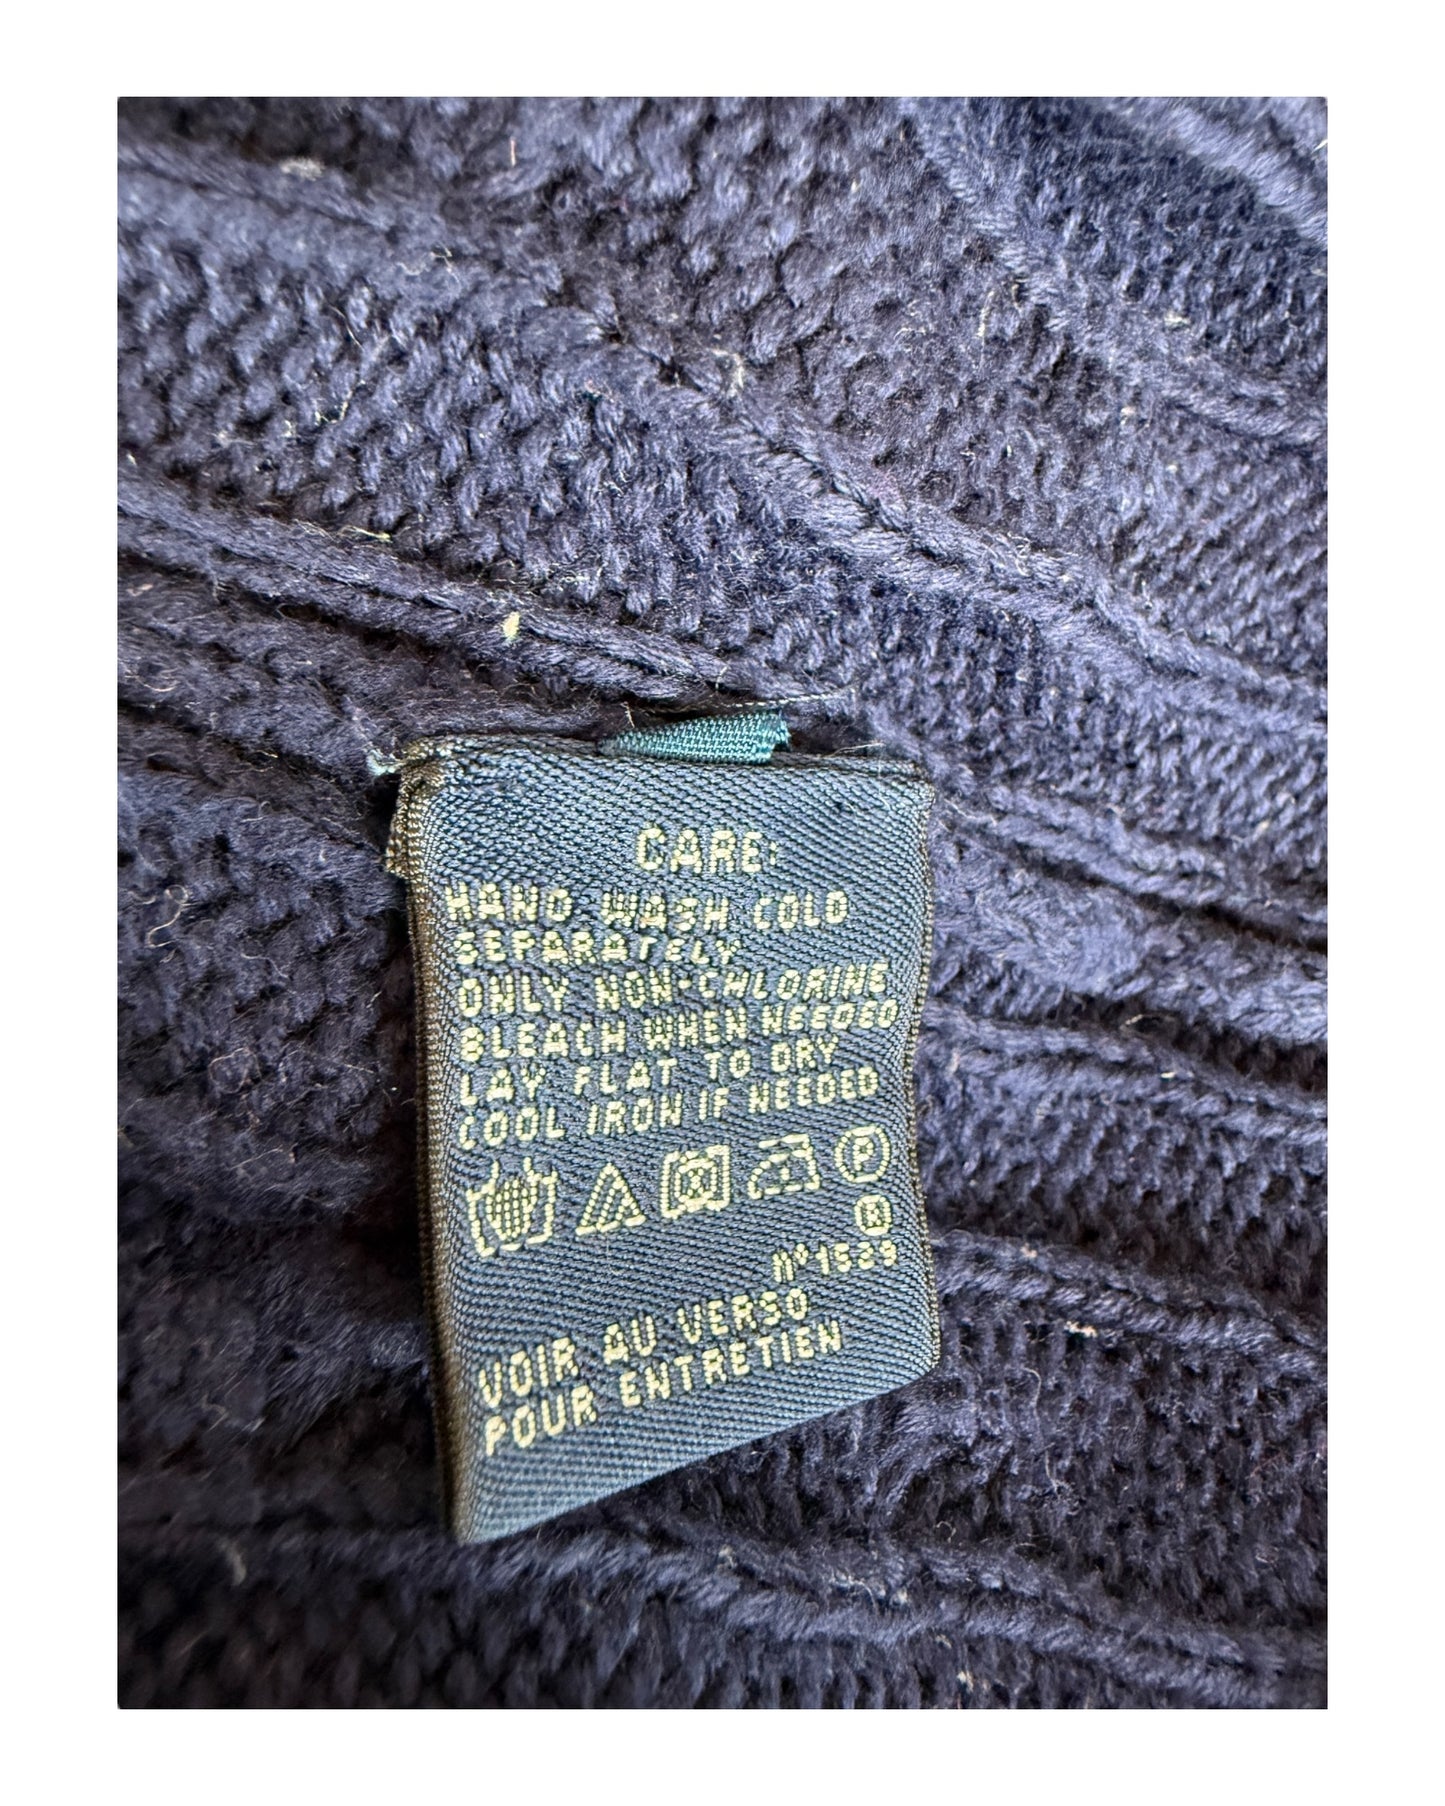 CARE:
HAND WASH COLD
SEPARATELY
ONLY NON-CHLORINE
BLEACH WHEN NEEDED
LAY FLAT TO DRY
COOL IRON IF NEEDED
P
Nº1539
VOIR AU VERSO
POUR ENTRETIEN